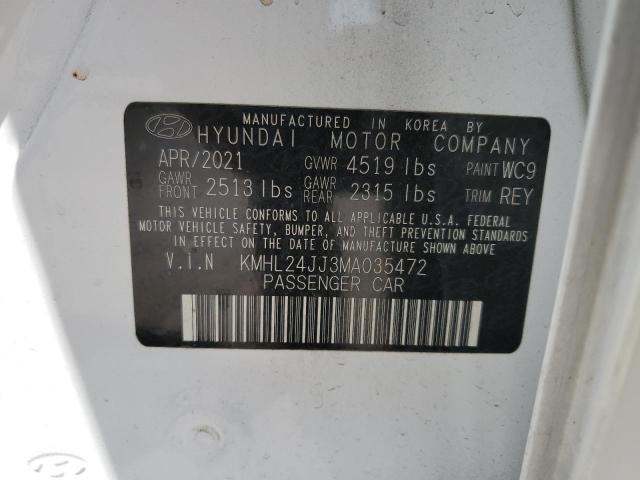 MANUFACTURED IN KOREA BY
HYUNDAI MOTOR COMPANY
APR/2021 GVWR 4519 lbs PAINT WC9
GAWR FRONT 2513 lbs GAWR REAR 2315 lbs TRIM REY
THIS VEHICLE CONFORMS TO ALL APPLICABLE U.S.A. FEDERAL
MOTOR VEHICLE SAFETY, BUMPER, AND THEFT PREVENTION STANDARDS
IN EFFECT ON THE DATE OF MANUFACTURE SHOWN ABOVE
V.I.N KMHL24JJ3MA035472
PASSENGER CAR